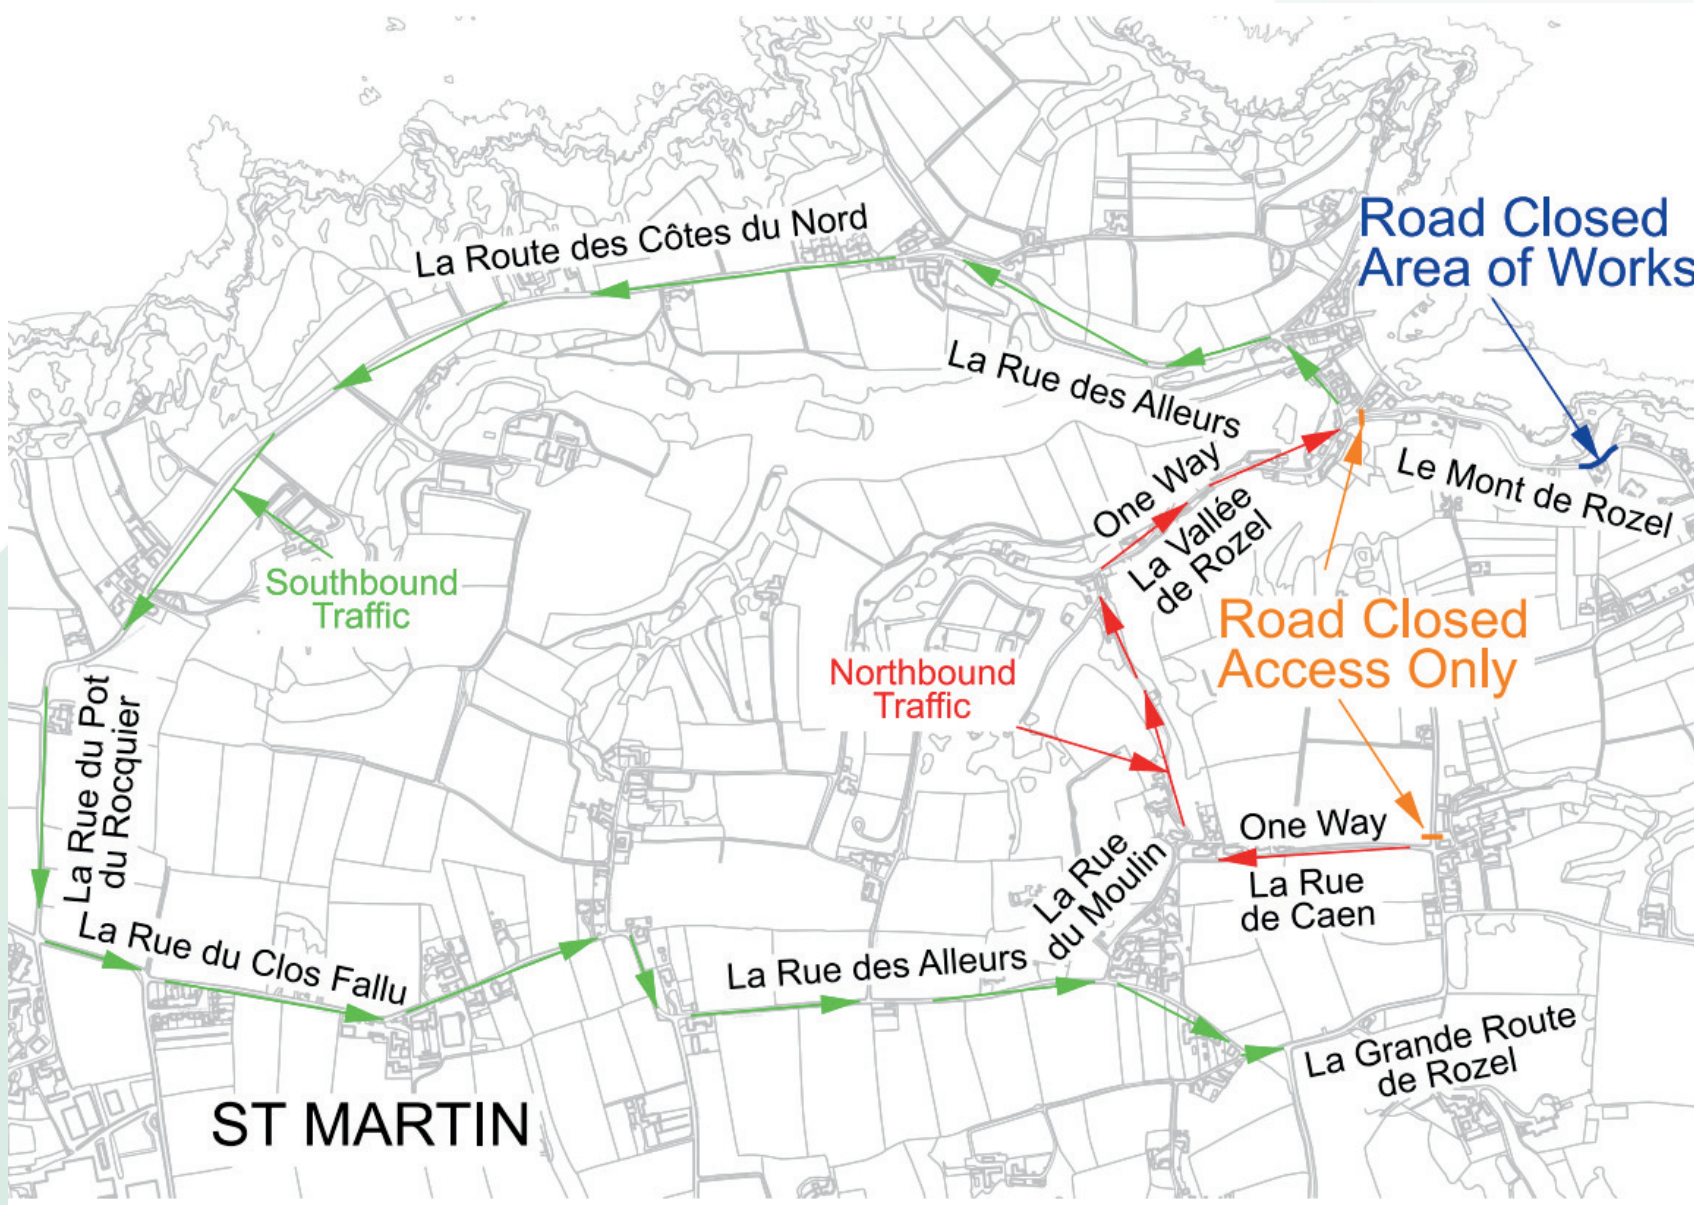 Road Closed
Area of Works
La Route des Côtes du Nord
La Rue des Alleurs
Le Mont de Rozel
One Way
La Vallée
de Rozel
Southbound
Traffic
Road Closed
Access Only
Northbound
Traffic
La Rue du Pot
du Rocquier
One Way
La Rue
du Moulin
La Rue
de Caen
La Rue du Clos Fallu
La Rue des Alleurs
La Grande Route
de Rozel
ST MARTIN